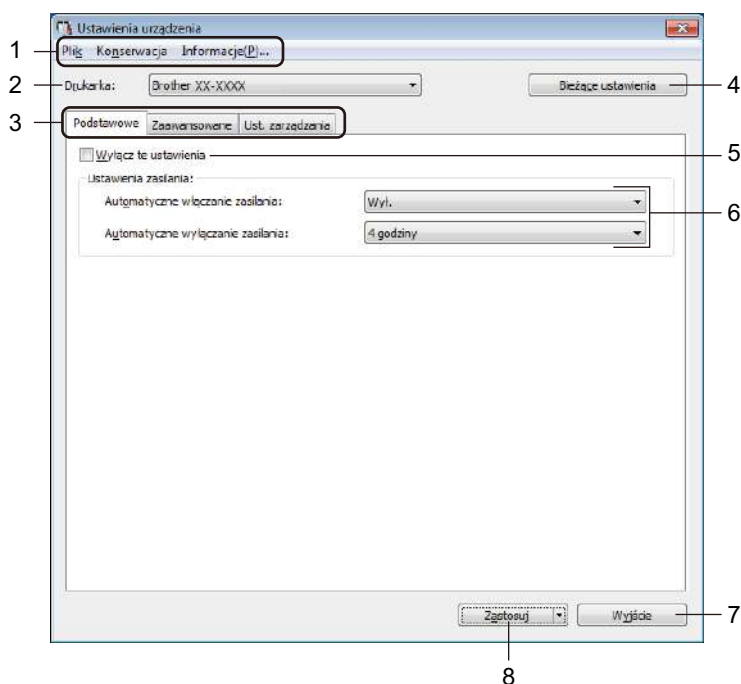 Ustawienia urządzenia
1 Plik Konserwacja Informacje(P)...
2 Drukarka: Brother XX-XXXX Bieżące ustawienia 4
3 Podstawowe Zaawansowane Ust. zarządzania
Wyłącz te ustawienia 5
Ustawienia zasilania:
Automatyczne włączanie zasilania: Wył. 6
Automatyczne wyłączanie zasilania: 4 godziny
Zastosuj Wyjście 7
8